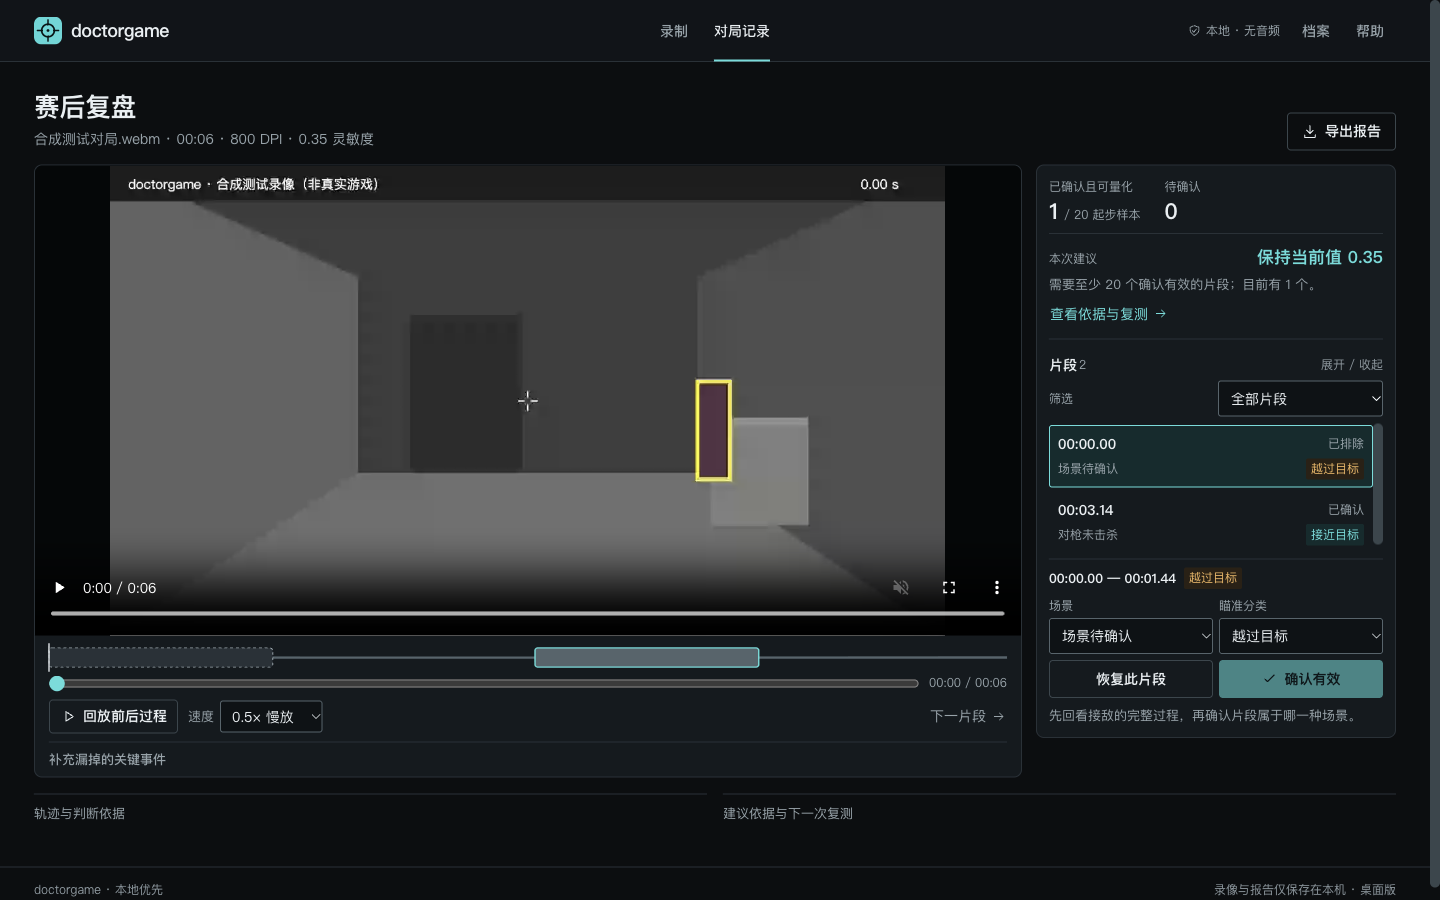 doctorgame
录制
对局记录
本地 · 无音频
档案
帮助
赛后复盘
合成测试对局.webm · 00:06 · 800 DPI · 0.35 灵敏度
导出报告
doctorgame · 合成测试录像（非真实游戏）
0.00 s
0:00 / 0:06
00:00 / 00:06
回放前后过程
速度
0.5× 慢放
下一片段 →
补充漏掉的关键事件
已确认且可量化
待确认
1 / 20 起步样本
0
本次建议
保持当前值 0.35
需要至少 20 个确认有效的片段；目前有 1 个。
查看依据与复测 →
片段 2
展开 / 收起
筛选
全部片段
00:00.00
已排除
场景待确认
越过目标
00:03.14
已确认
对枪未击杀
接近目标
00:00.00 — 00:01.44
越过目标
场景
瞄准分类
场景待确认
越过目标
恢复此片段
确认有效
先回看接敌的完整过程，再确认片段属于哪一种场景。
轨迹与判断依据
建议依据与下一次复测
doctorgame · 本地优先
录像与报告仅保存在本机 · 桌面版